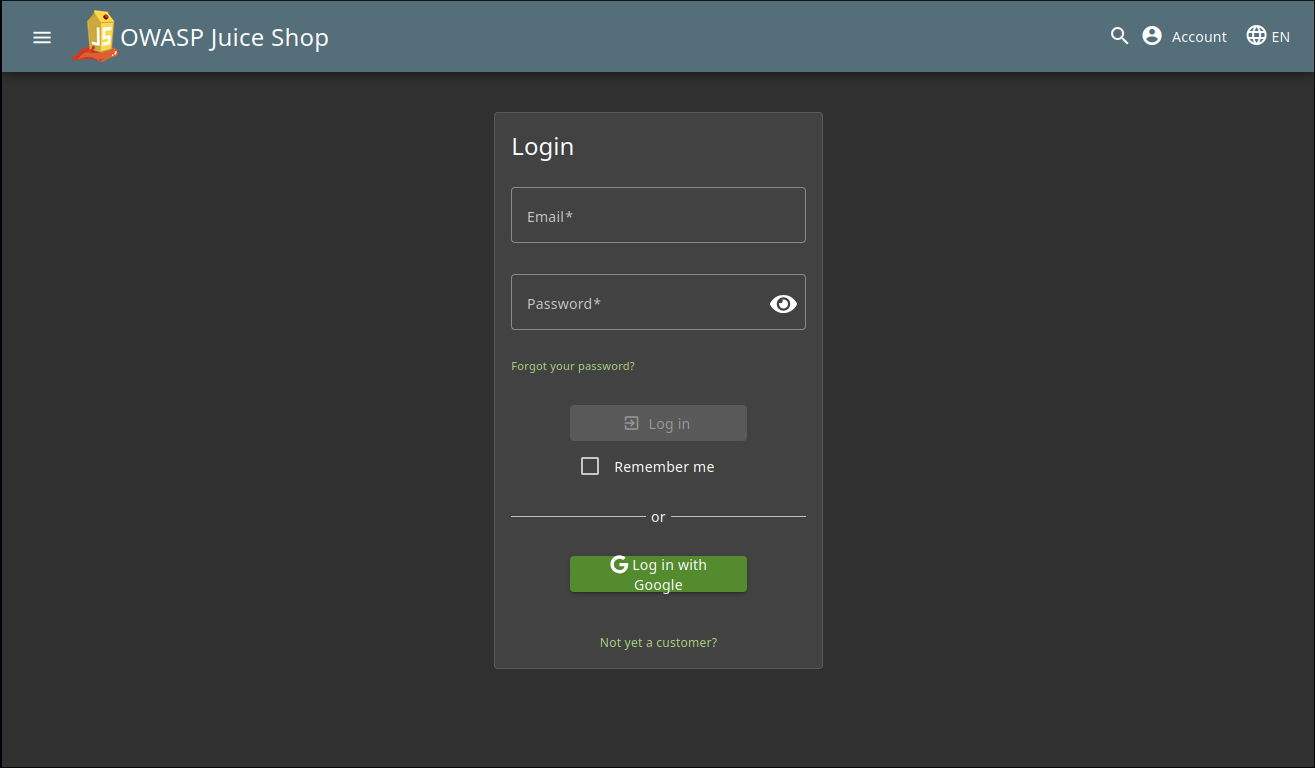 OWASP Juice Shop
Account
EN
Login
Email*
Password*
Forgot your password?
Log in
Remember me
or
Log in with
Google
Not yet a customer?